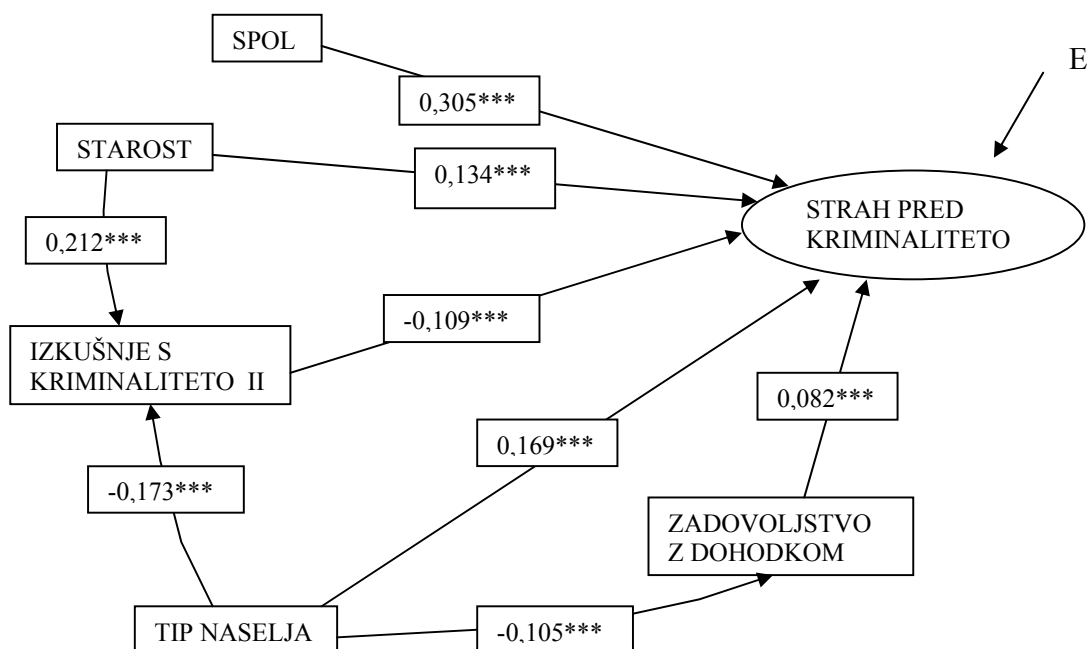 SPOL
E
0,305***
STAROST
0,134***
STRAH PRED
KRIMINALITETO
0,212***
-0,109***
IZKUŠNJE S
KRIMINALITETO  II
0,082***
0,169***
-0,173***
ZADOVOLJSTVO
Z DOHODKOM
TIP NASELJA
-0,105***